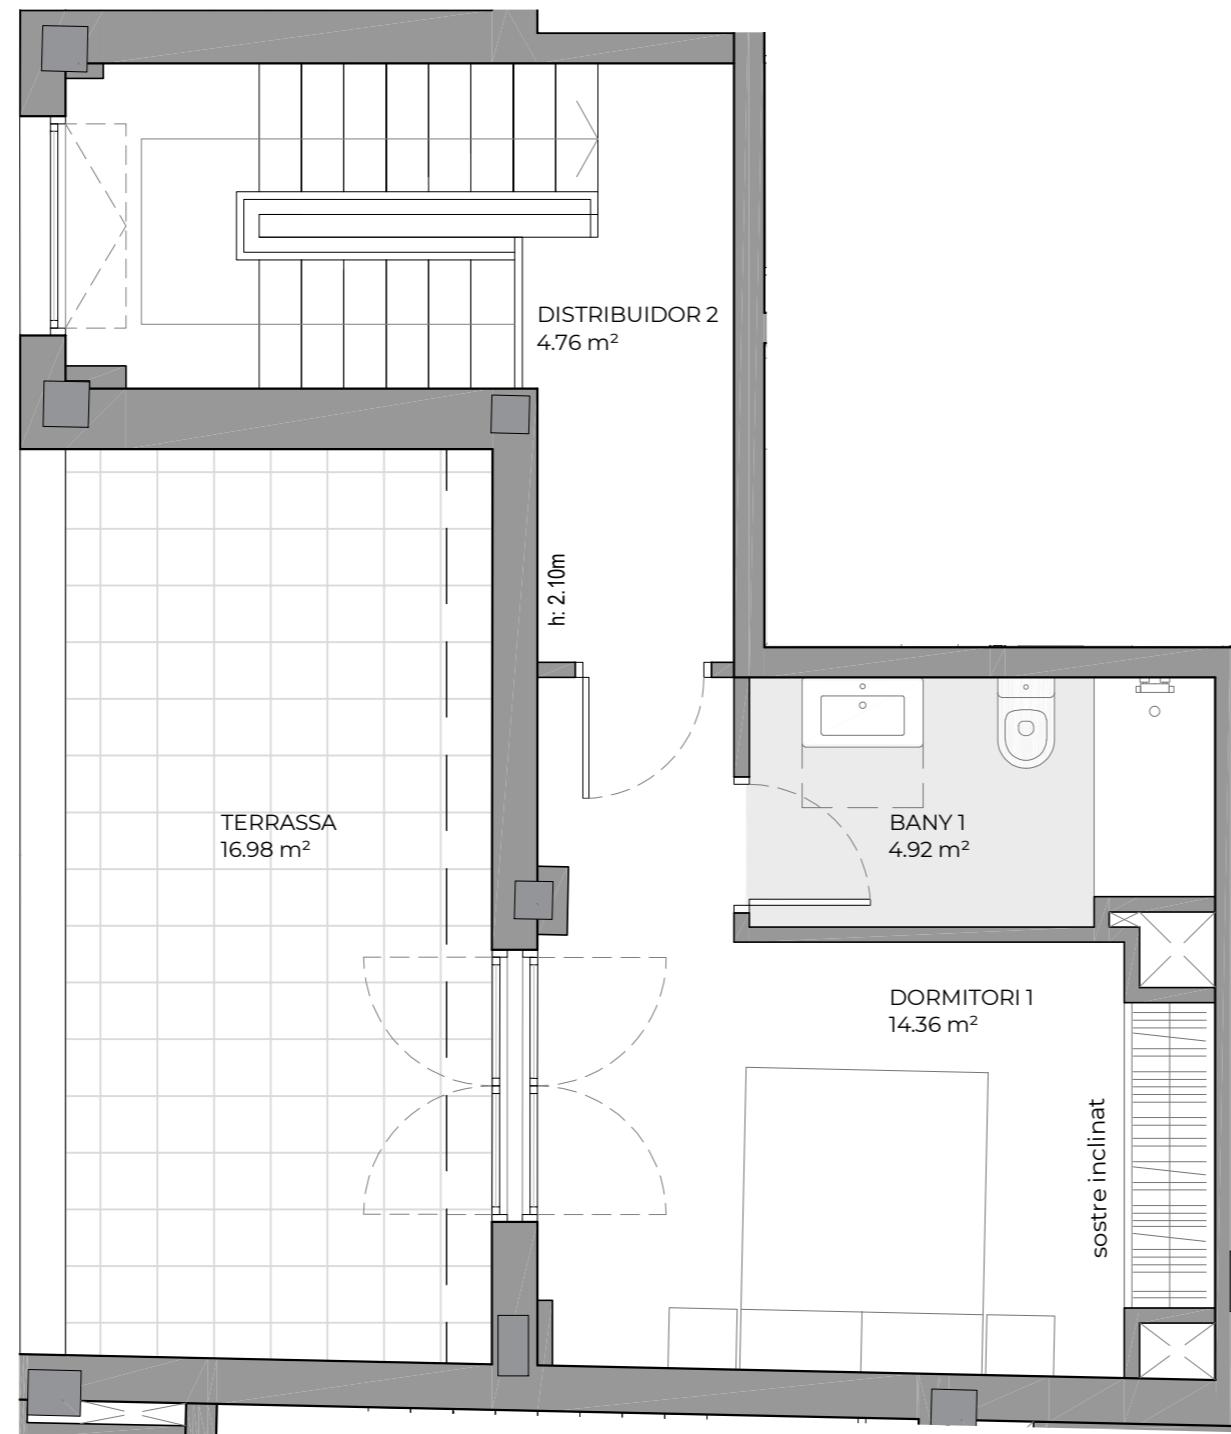 DISTRIBUIDOR 2
4.76 m²
h: 2.10m
TERRASSA
16.98 m²
BANY 1
4.92 m²
DORMITORI 1
14.36 m²
sostre inclinat